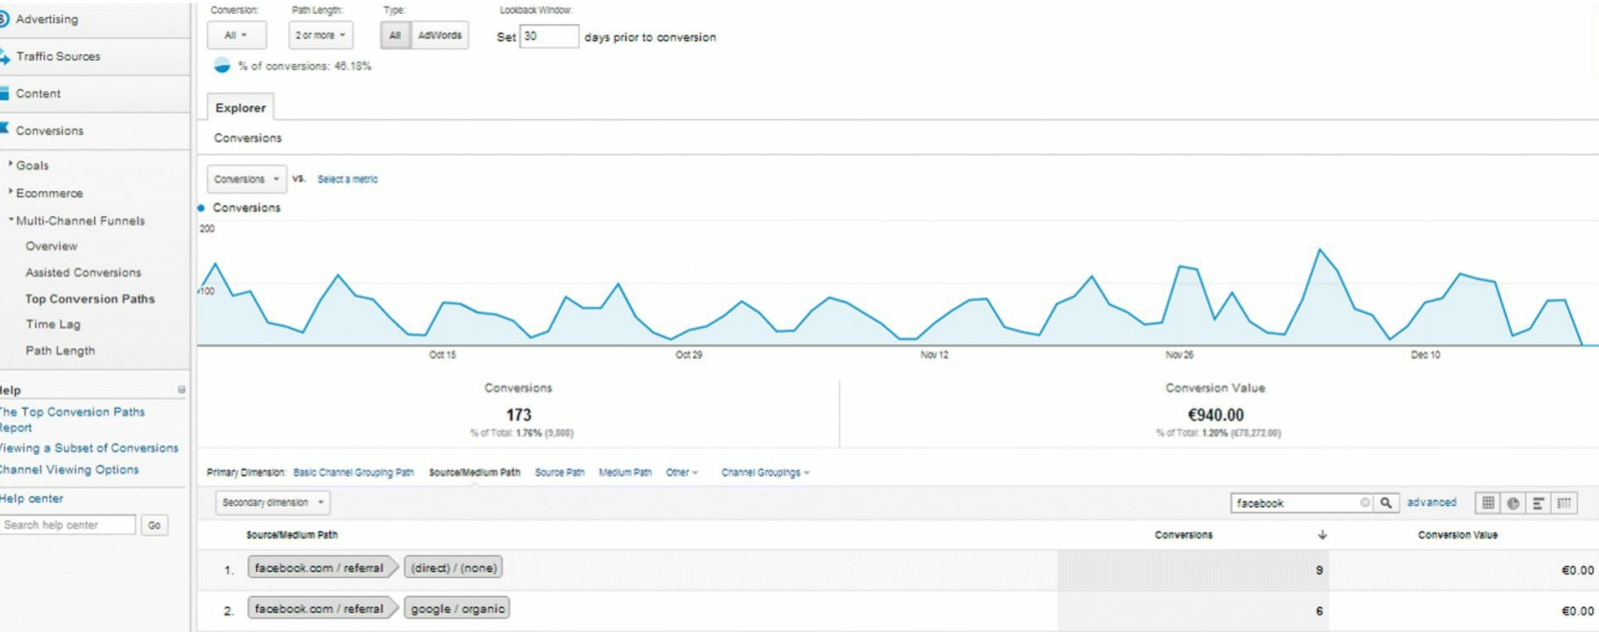 Advertising
Traffic Sources
Content
Conversions
Goals
Ecommerce
Multi-Channel Funnels
Overview
Assisted Conversions
Top Conversion Paths
Time Lag
Path Length
Help
The Top Conversion Paths
Report
Viewing a Subset of Conversions
Channel Viewing Options
Help center
Search help center Go
Conversion: Path Length: Type: Lookback Window:
All 2 or more All AdWords Set 30 days prior to conversion
% of conversions: 46.18%
Explorer
Conversions
Conversions VS. Select a metric
Conversions
200
100
Oct 15 Oct 29 Nov 12 Nov 26 Dec 10
Conversions Conversion Value
173 €940.00
% of Total: 1.76% (9,808) % of Total: 1.20% (€78,272.00)
Primary Dimension: Basic Channel Grouping Path Source/Medium Path Source Path Medium Path Other Channel Groupings
Secondary dimension facebook advanced
Source/Medium Path Conversions Conversion Value
1. facebook.com / referral (direct) / (none) 9 €0.00
2. facebook.com / referral google / organic 6 €0.00